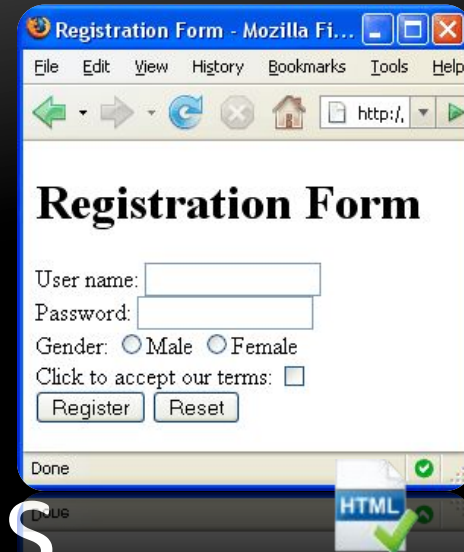 Registration Form - Mozilla Fi...
File Edit View History Bookmarks Tools Help
http:/,
Registration Form
User name:
Password:
Gender: Male Female
Click to accept our terms:
Register Reset
Done
HTML
Done
S